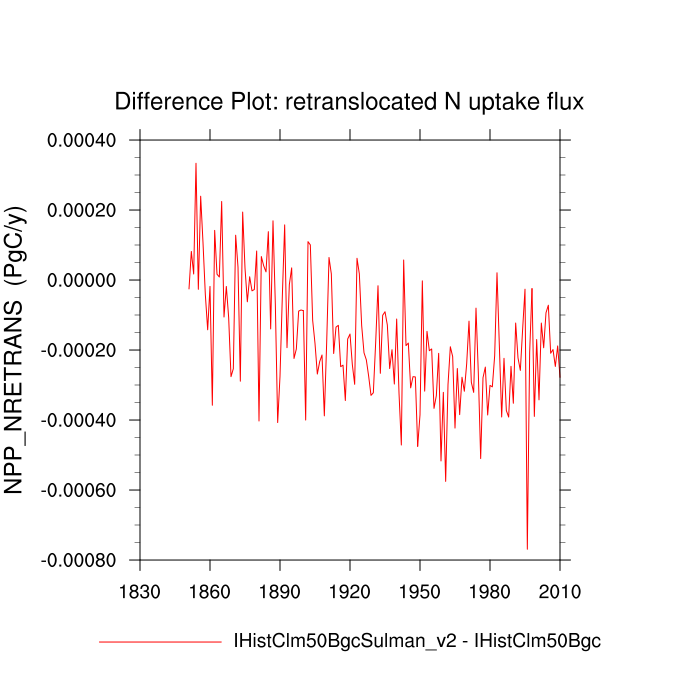 Difference Plot: retranslocated N uptake flux
NPP_NRETRANS (PgC/y)
0.00040
0.00020
0.00000
-0.00020
-0.00040
-0.00060
-0.00080
1830 1860 1890 1920 1950 1980 2010
IHistClm50BgcSulman_v2 - IHistClm50Bgc